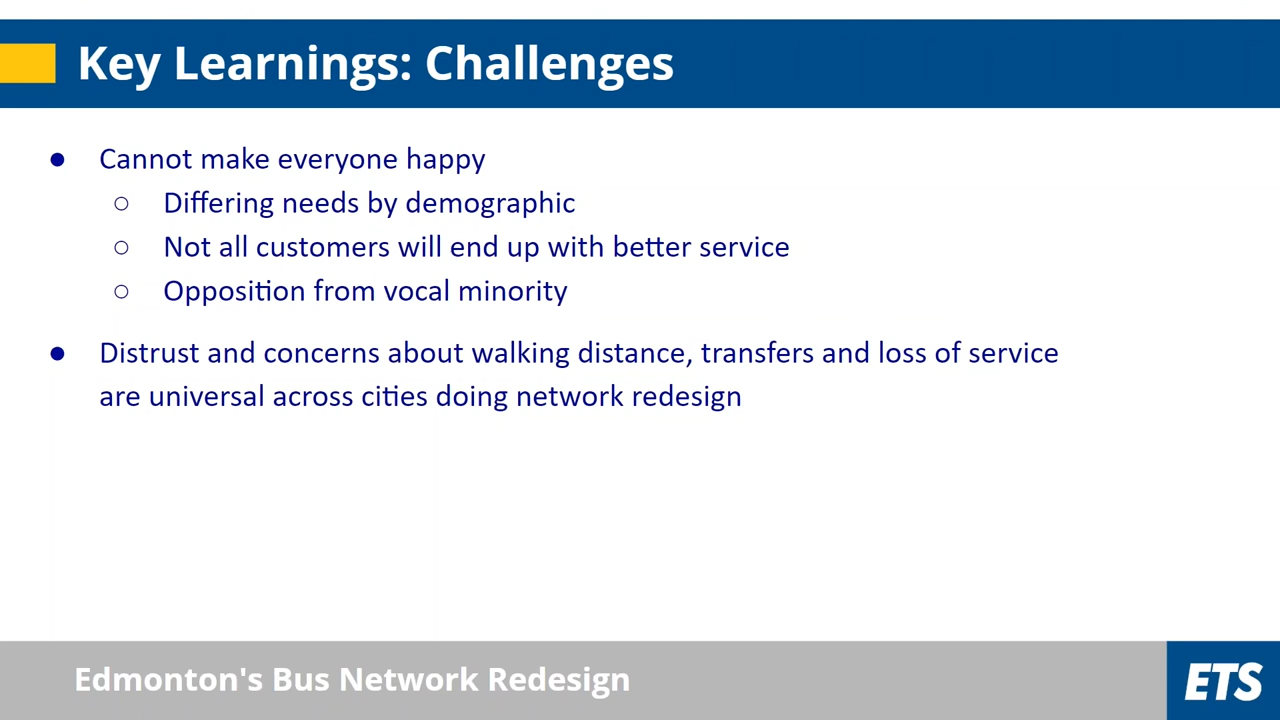 Key Learnings: Challenges
● Cannot make everyone happy
○ Differing needs by demographic
○ Not all customers will end up with better service
○ Opposition from vocal minority
● Distrust and concerns about walking distance, transfers and loss of service
are universal across cities doing network redesign
Edmonton's Bus Network Redesign
ETS